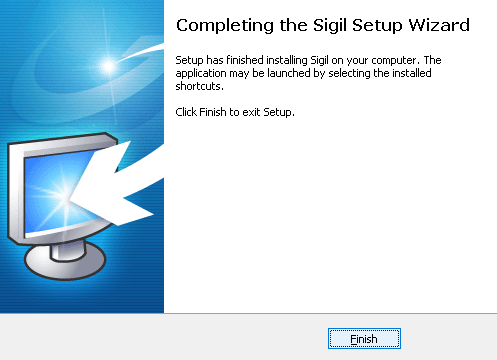 Completing the Sigil Setup Wizard
Setup has finished installing Sigil on your computer. The
application may be launched by selecting the installed
shortcuts.
Click Finish to exit Setup.
Finish